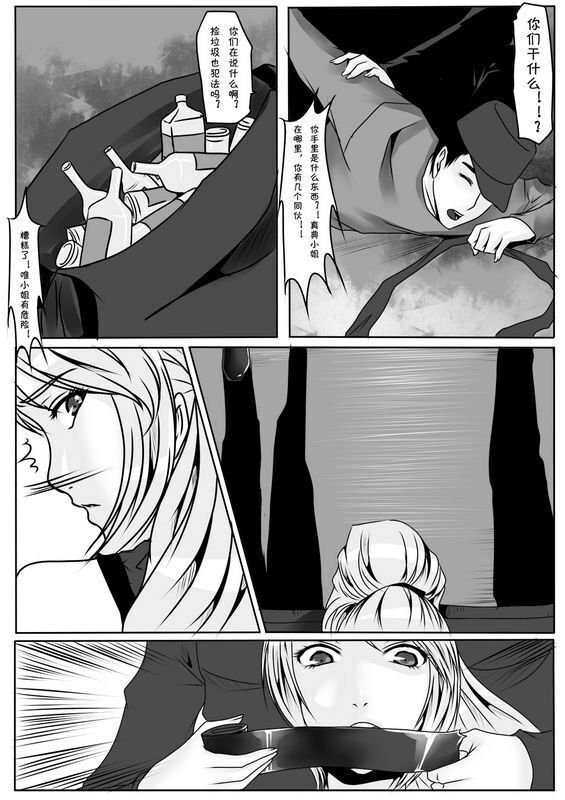 你们干什么！！？
你手里是什么东西？！真典小姐
在哪里，你有几个同伙！！
你们在说什么啊？
捡垃圾也犯法吗？
糟糕了！唯小姐有危险！